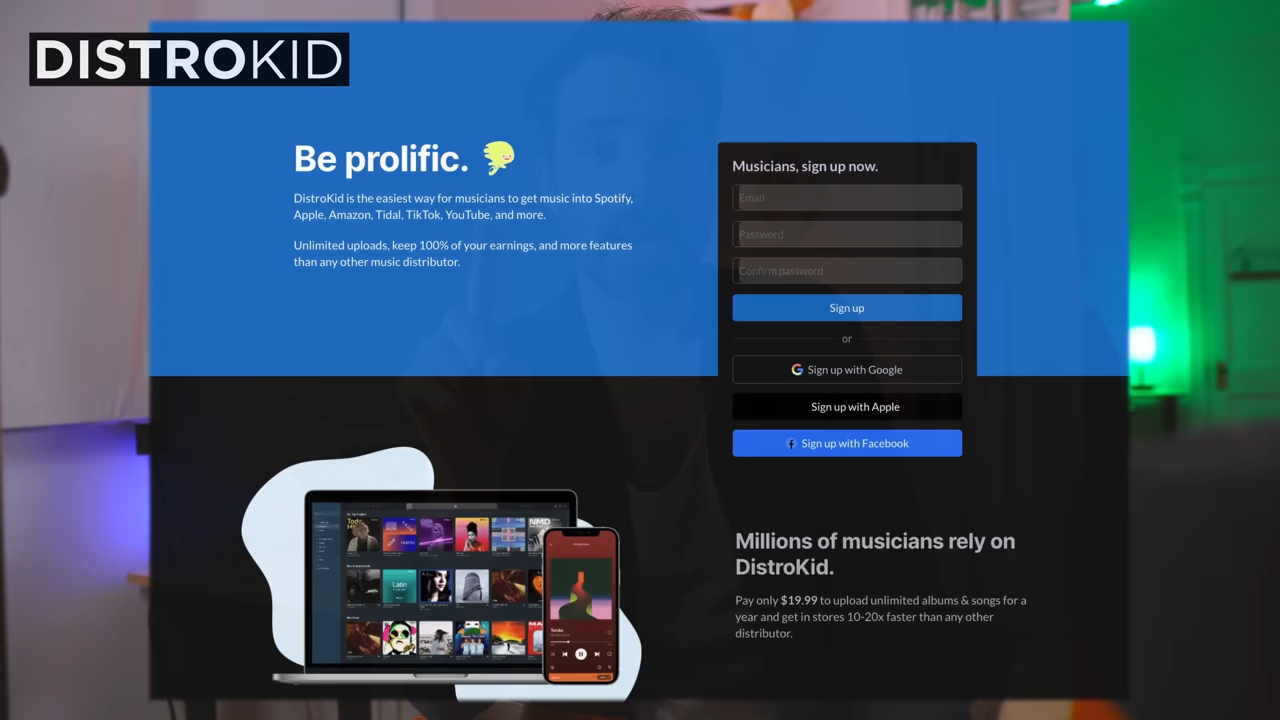 DISTROKID
Be prolific.
DistroKid is the easiest way for musicians to get music into Spotify,
Apple, Amazon, Tidal, TikTok, YouTube, and more.
Unlimited uploads, keep 100% of your earnings, and more features
than any other music distributor.
Musicians, sign up now.
Email
Password
Confirm password
Sign up
or
Sign up with Google
Sign up with Apple
Sign up with Facebook
Latin
NMD
Millions of musicians rely on
DistroKid.
Pay only $19.99 to upload unlimited albums & songs for a
year and get in stores 10-20x faster than any other
distributor.